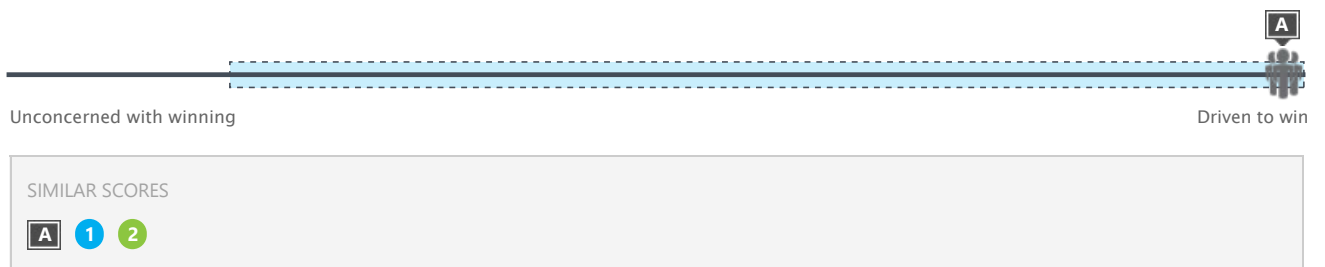 A
Unconcerned with winning Driven to win
SIMILAR SCORES
A 1 2